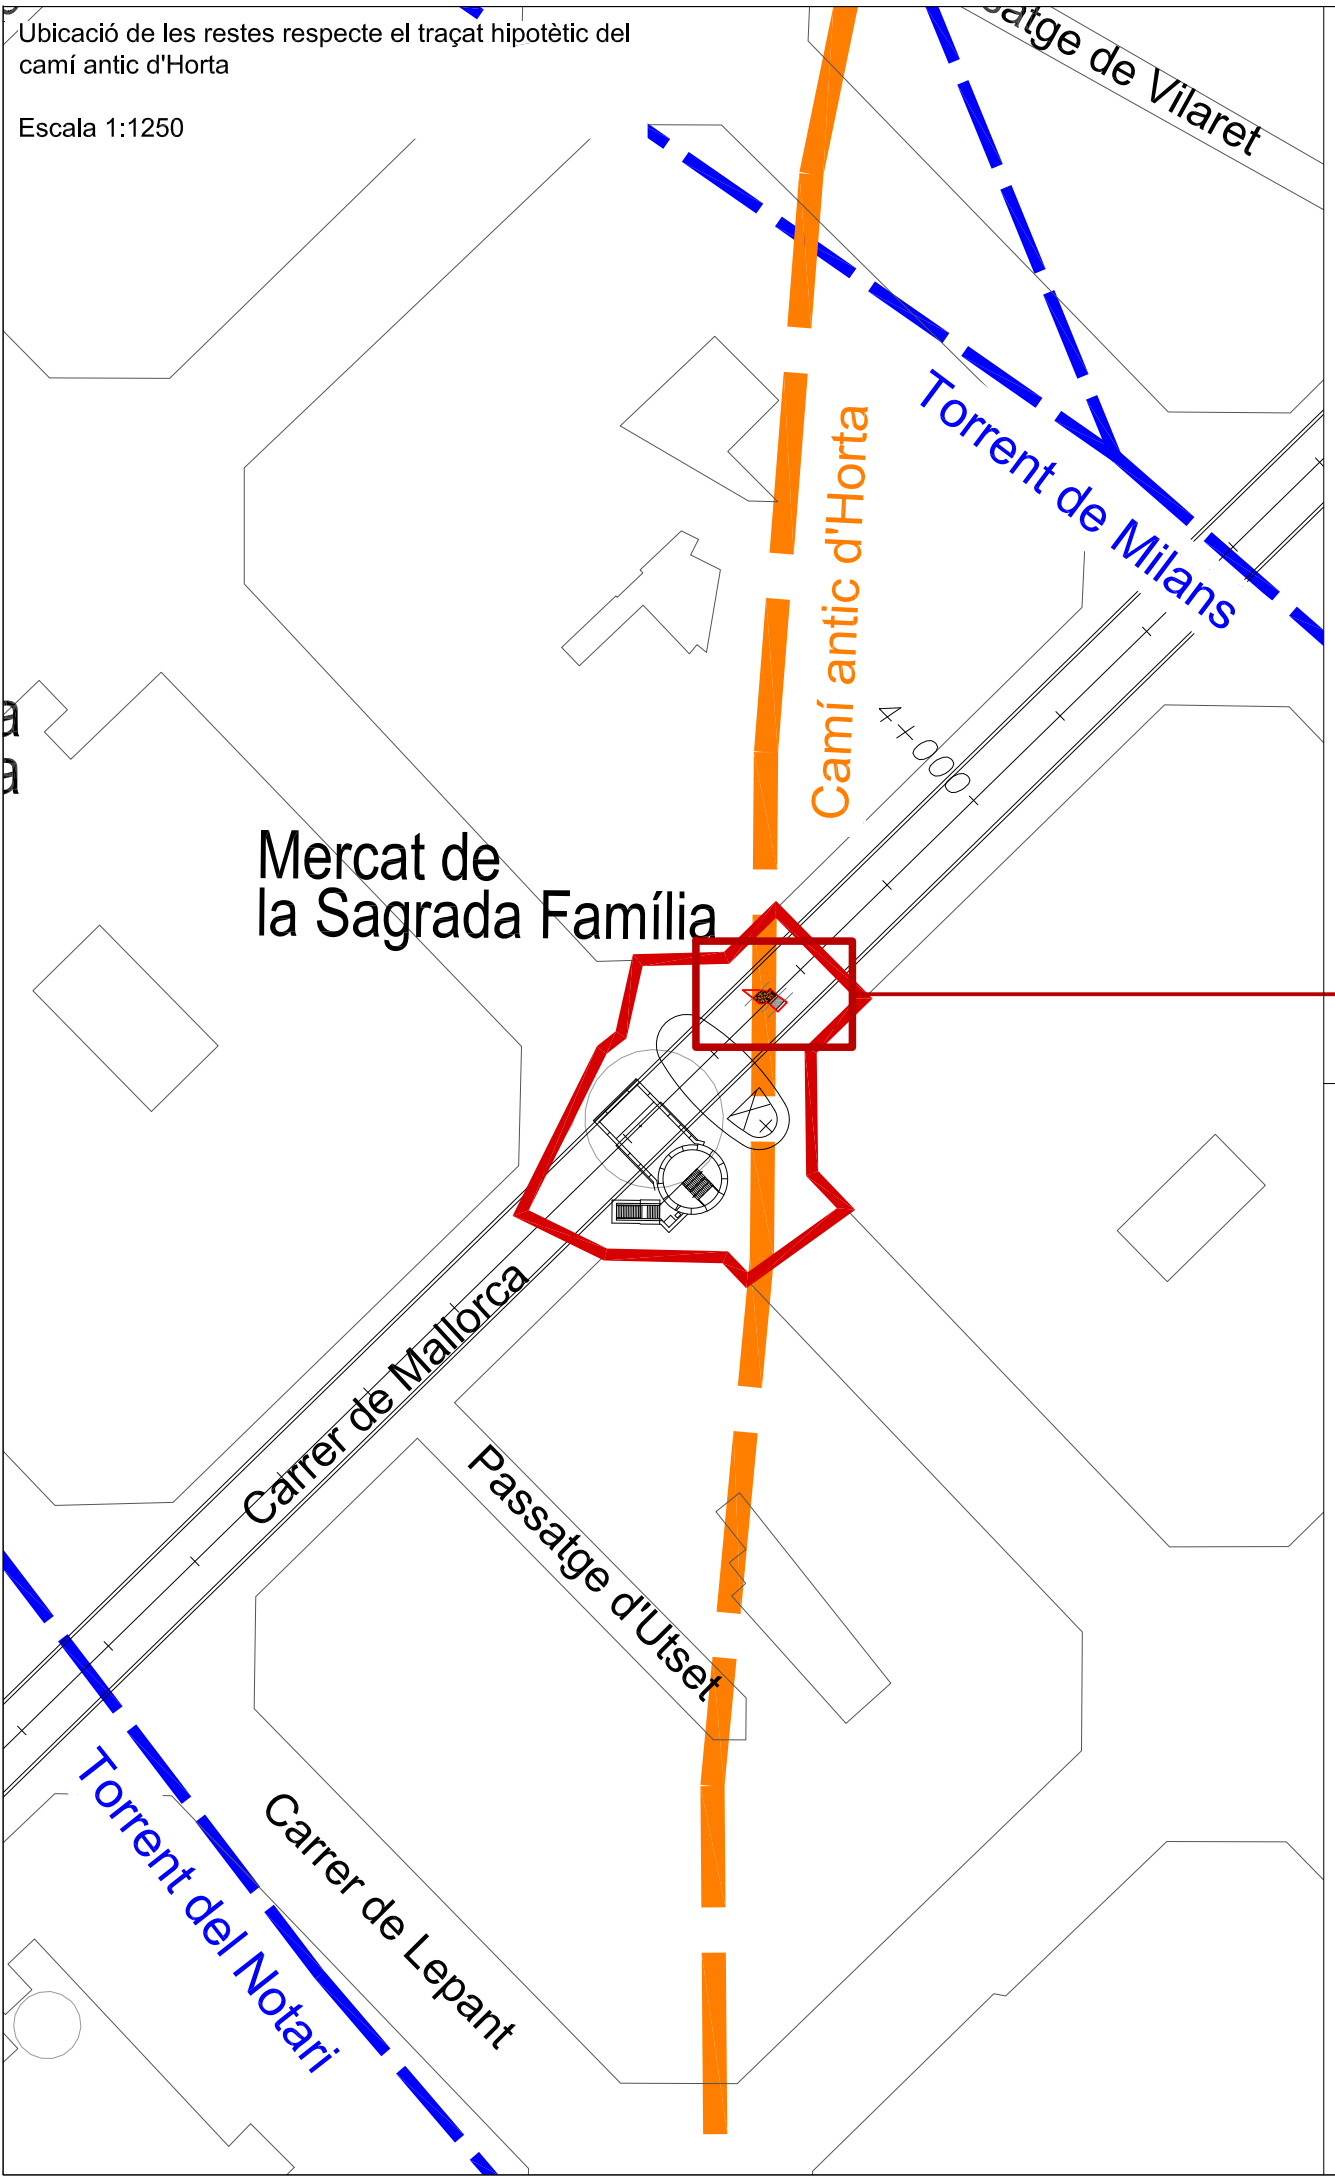 Ubicació de les restes respecte el traçat hipotètic del
camí antic d'Horta
Escala 1:1250
de Vilaret
Torrent de Milans
Camí antic d'Horta
4+000
Mercat de
la Sagrada Família
Carrer de Mallorca
Passatge d'Utset
Torrent del Notari
Carrer de Lepant